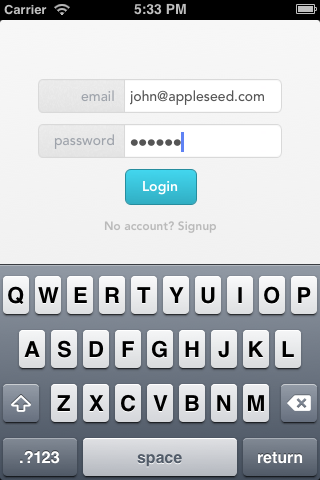 Carrier 5:33 PM
email john@appleseed.com
password ●●●●●●
Login
No account? Signup
Q W E R T Y U I O P
A S D F G H J K L
Z X C V B N M
.?123 space return